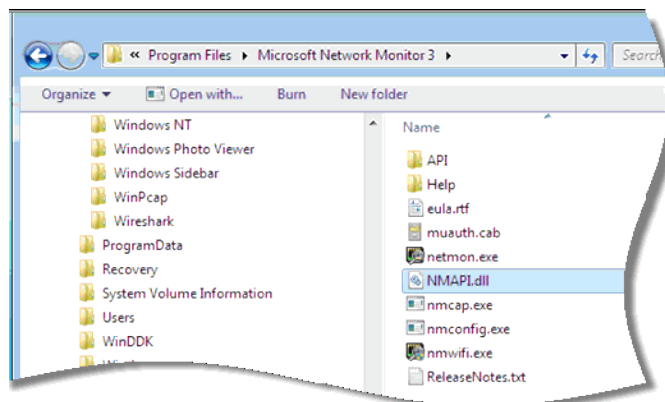 « Program Files ▸ Microsoft Network Monitor 3 ▸ Search
Organize Open with... Burn New folder
Windows NT
Windows Photo Viewer
Windows Sidebar
WinPcap
Wireshark
ProgramData
Recovery
System Volume Information
Users
WinDDK
Name
API
Help
eula.rtf
muauth.cab
netmon.exe
NMAPI.dll
nmcap.exe
nmconfig.exe
nmwifi.exe
ReleaseNotes.txt